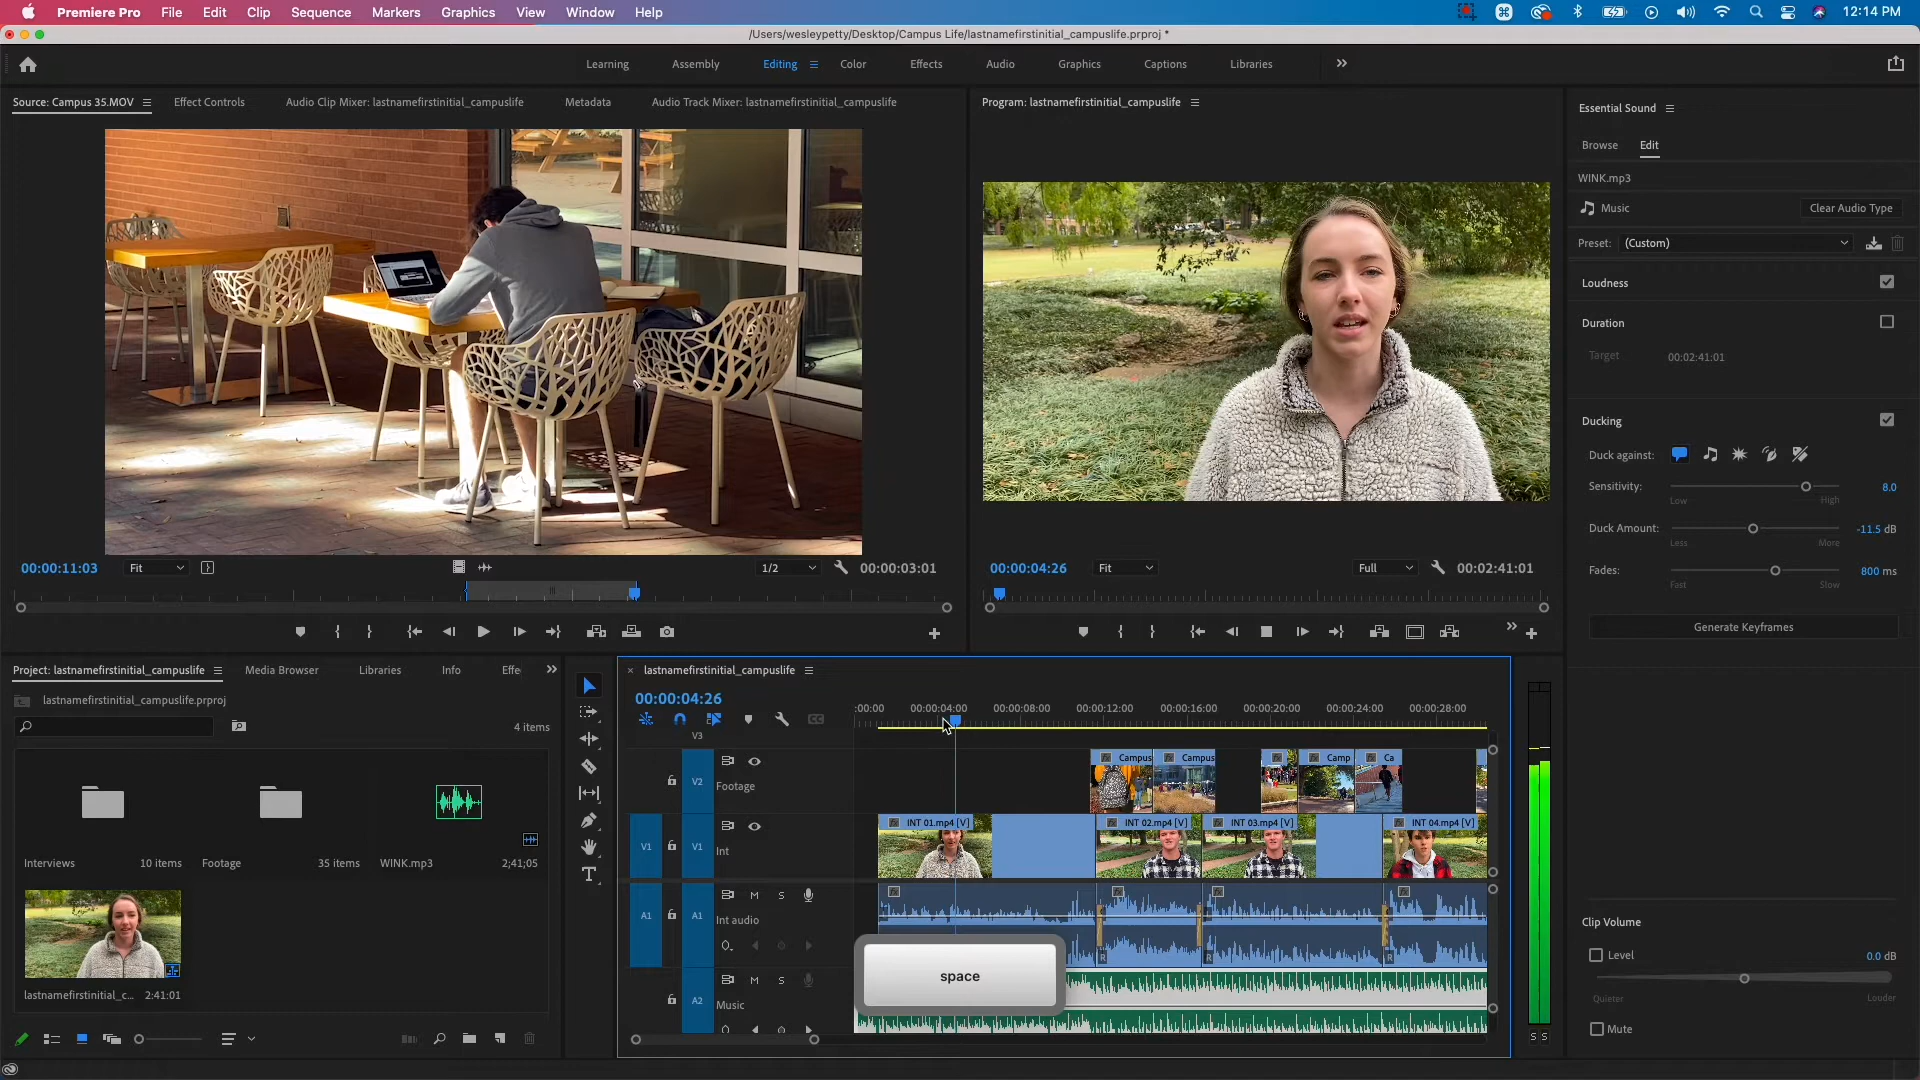 Premiere Pro File Edit Clip Sequence Markers Graphics View Window Help 12:14 PM
/Users/wesleypetty/Desktop/Campus Life/lastnamefirstinitial_campuslife.prproj *
Learning Assembly Editing Color Effects Audio Graphics Captions Libraries
Source: Campus 35.MOV Effect Controls Audio Clip Mixer: lastnamefirstinitial_campuslife Metadata Audio Track Mixer: lastnamefirstinitial_campuslife
00:00:11:03 Fit 1/2 00:00:03:01
Program: lastnamefirstinitial_campuslife
00:00:04:26 Fit Full 00:02:41:01
Essential Sound
Browse Edit
WINK.mp3
Music Clear Audio Type
Preset: (Custom)
Loudness
Duration
Target 00:02:41:01
Ducking
Duck against:
Sensitivity: 8.0
Low High
Duck Amount: -11.5 dB
Less More
Fades: 800 ms
Fast Slow
Generate Keyframes
Clip Volume
Level 0.0 dB
Quieter Louder
Mute
Project: lastnamefirstinitial_campuslife Media Browser Libraries Info Effe
lastnamefirstinitial_campuslife.prproj
4 items
Interviews 10 items Footage 35 items WINK.mp3 2;41;05
lastnamefirstinitial_c... 2:41:01
lastnamefirstinitial_campuslife
00:00:04:26
:00:00 00:00:04:00 00:00:08:00 00:00:12:00 00:00:16:00 00:00:20:00 00:00:24:00 00:00:28:00
V3
Campus Campus Camp Ca
V2 Footage
INT 01.mp4 [V] INT 02.mp4 [V] INT 03.mp4 [V] INT 04.mp4 [V]
V1 V1 Int
M S
A1 A1 Int audio
R R R
space
M S
A2 Music
S S